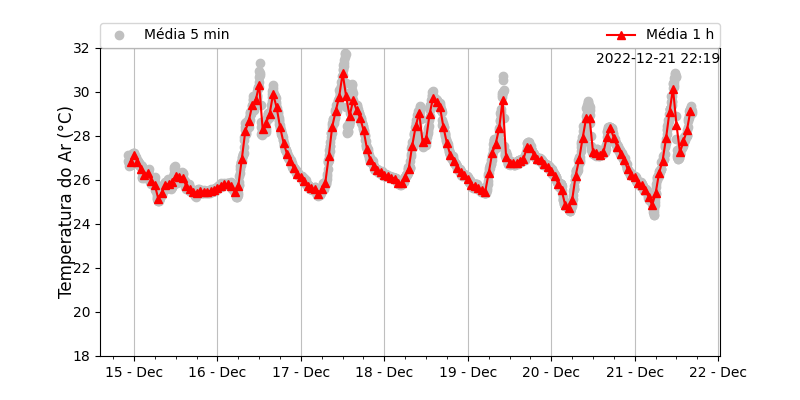 Média 5 min
Média 1 h
2022-12-21 22:19
Temperatura do Ar (°C)
32
30
28
26
24
22
20
18
15 - Dec
16 - Dec
17 - Dec
18 - Dec
19 - Dec
20 - Dec
21 - Dec
22 - Dec